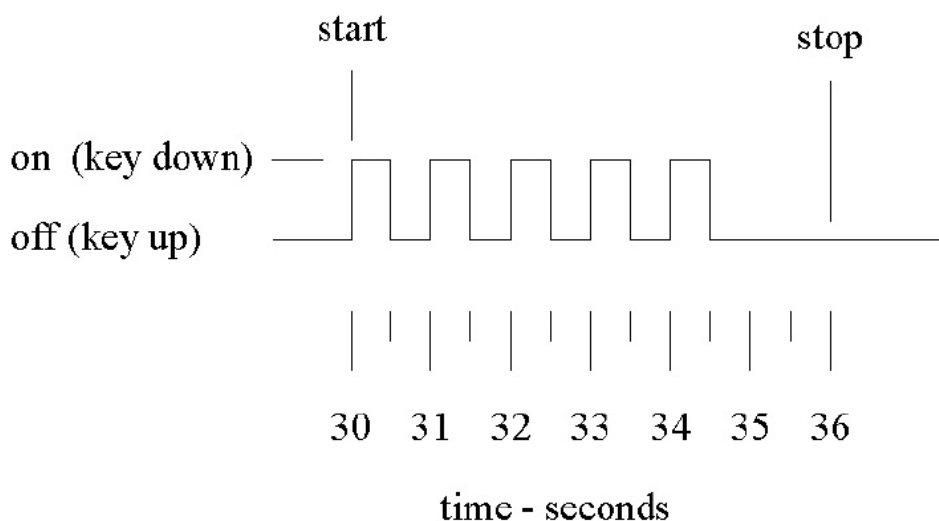 start
stop
on (key down)
off (key up)
30 31 32 33 34 35 36
time - seconds